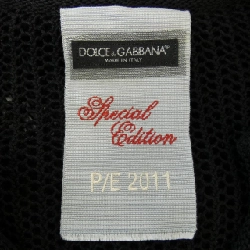 DOLCE & GABBANA
MADE IN ITALY
Special
Edition
P/E 2011